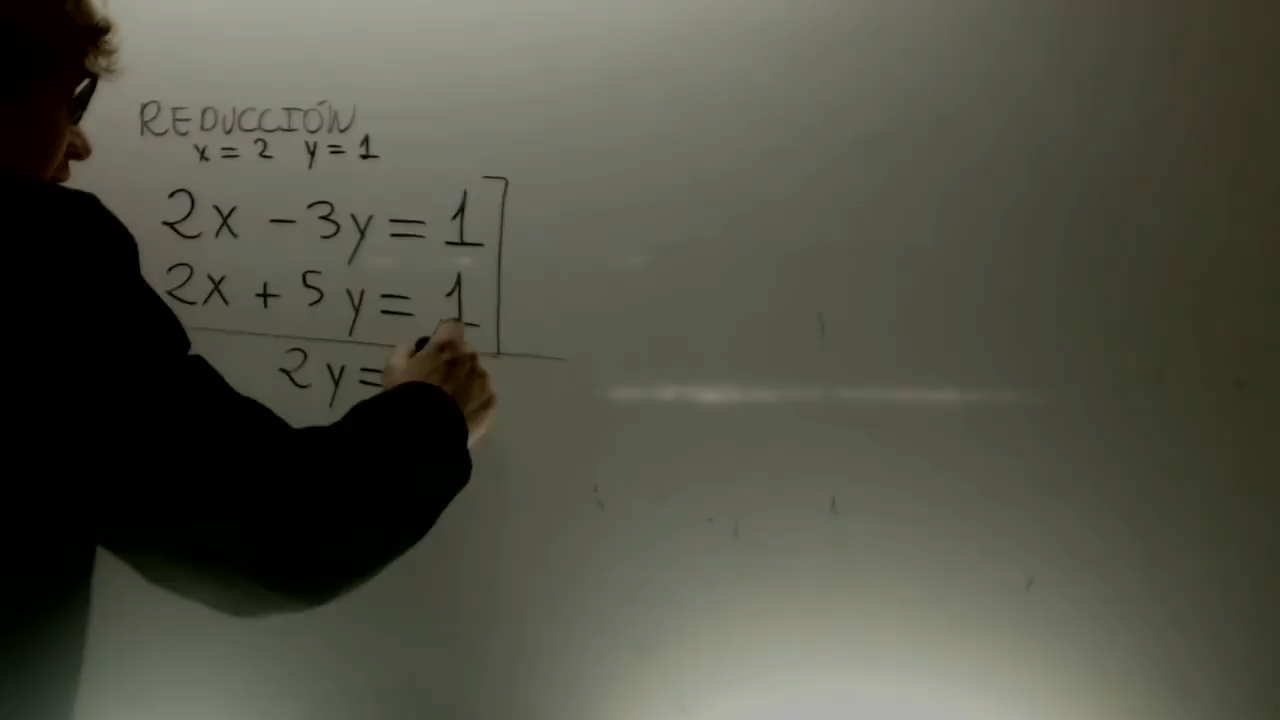 REDUCCIÓN
x = 2 y = 1
2x - 3y = 1
2x + 5y = 1
2y =